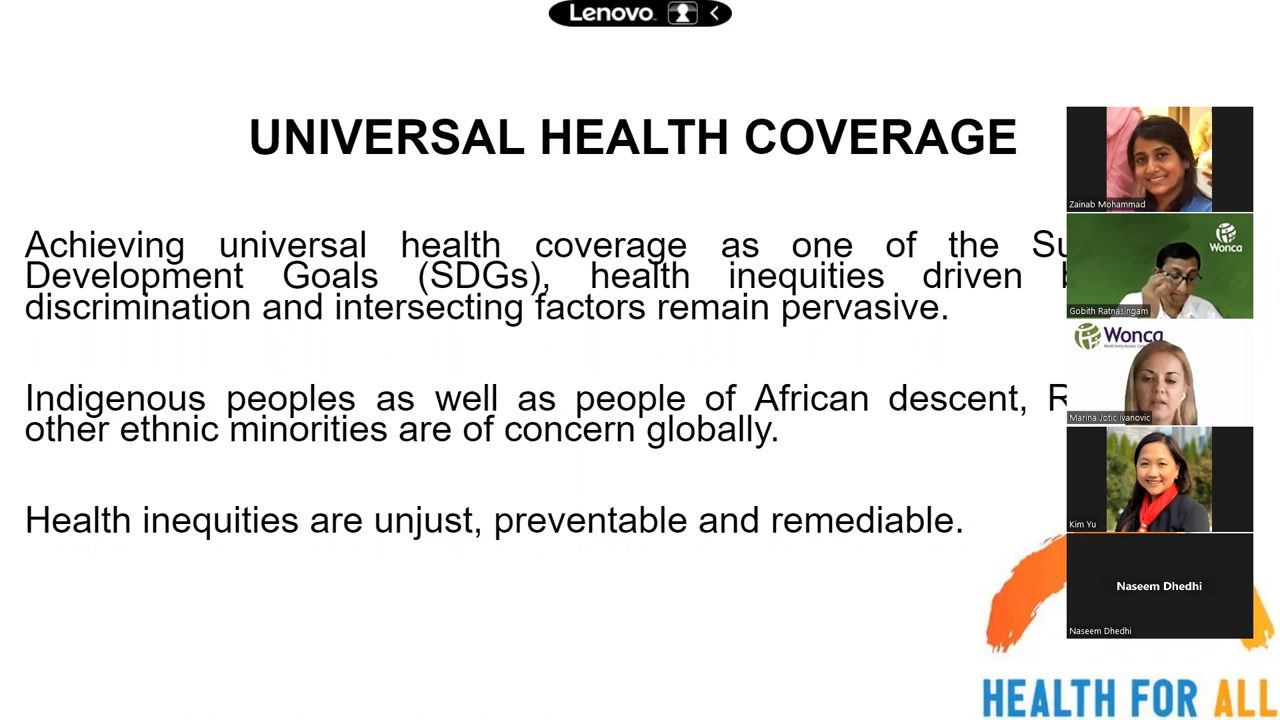 Lenovo
UNIVERSAL HEALTH COVERAGE
Achieving universal health coverage as one of the
Development Goals (SDGs), health inequities driven
discrimination and intersecting factors remain pervasive.
Indigenous peoples as well as people of African descent,
other ethnic minorities are of concern globally.
Health inequities are unjust, preventable and remediable.
HEALTH FOR ALL
Zainab Mohammad
Wonca
Gobith Ratnasingam
Wonca
Marina Jotic Ivanovic
Kim Yu
Naseem Dhedhi
Naseem Dhedhi